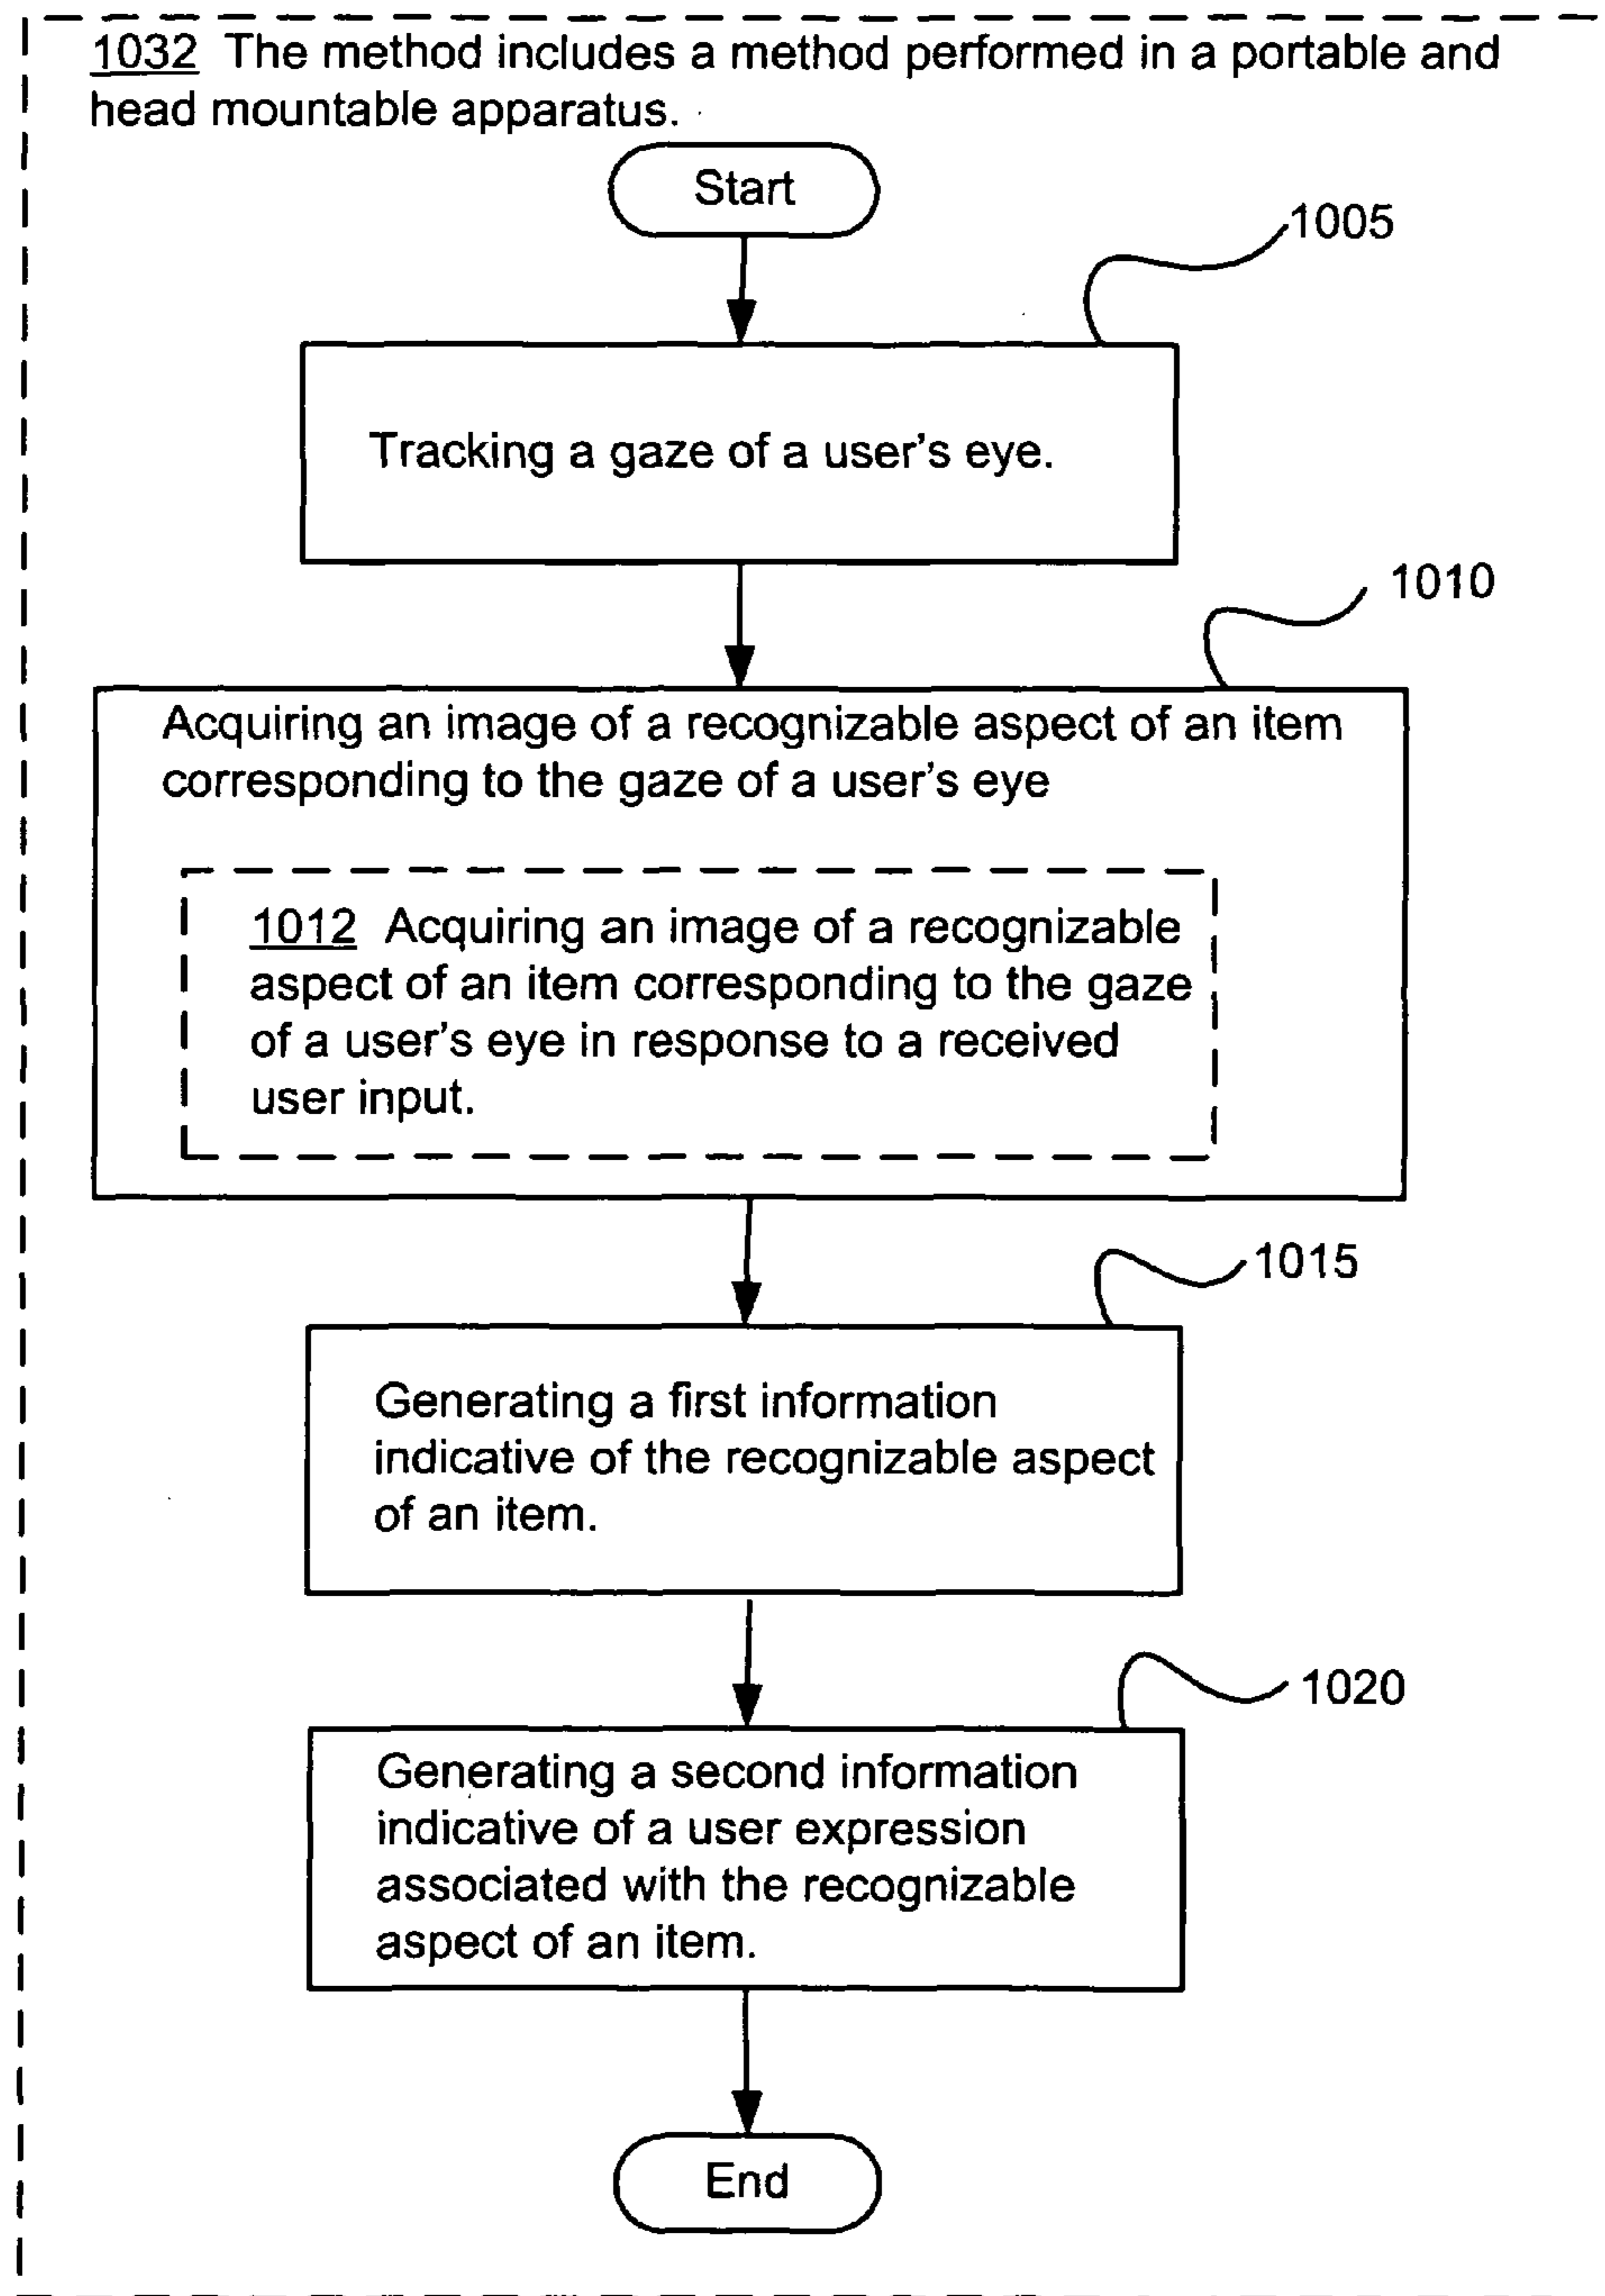 1032 The method includes a method performed in a portable and
head mountable apparatus.
Start
1005
Tracking a gaze of a user's eye.
1010
Acquiring an image of a recognizable aspect of an item
corresponding to the gaze of a user's eye
1012 Acquiring an image of a recognizable
aspect of an item corresponding to the gaze
of a user's eye in response to a received
user input.
1015
Generating a first information
indicative of the recognizable aspect
of an item.
1020
Generating a second information
indicative of a user expression
associated with the recognizable
aspect of an item.
End